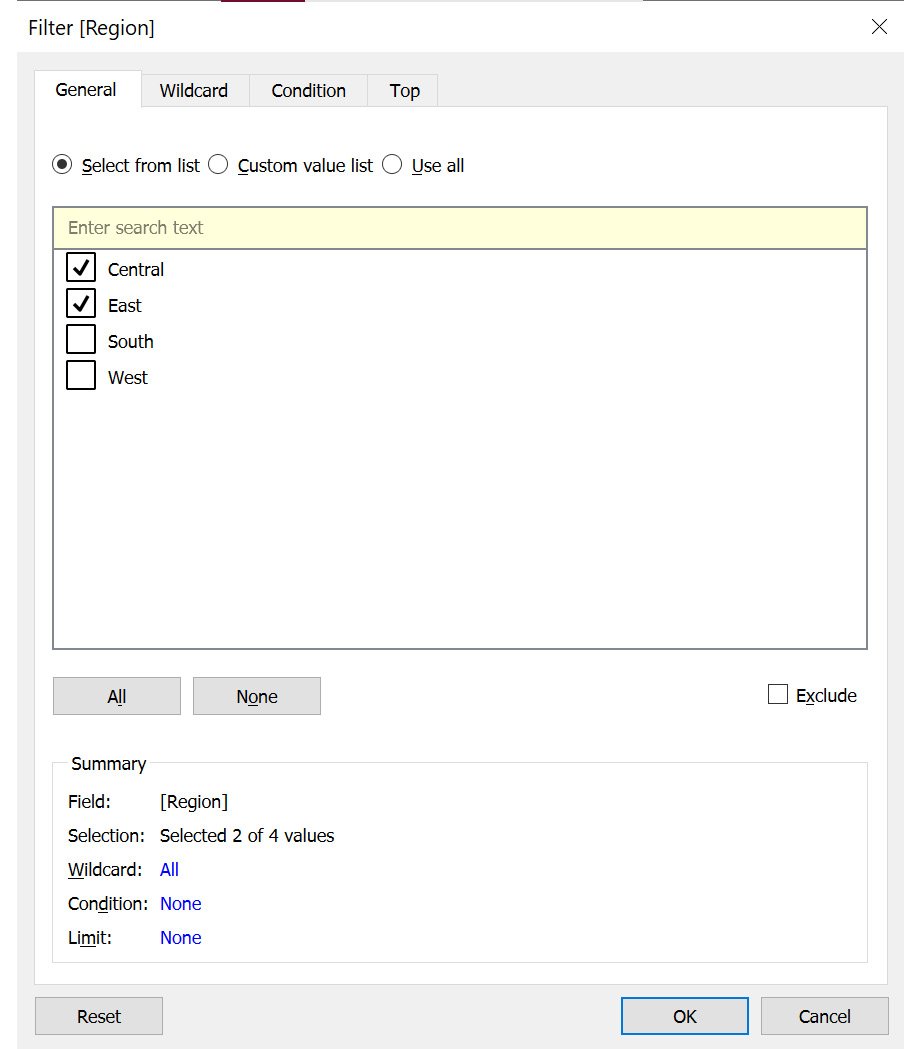 Filter [Region]
General Wildcard Condition Top
Select from list Custom value list Use all
Enter search text
Central
East
South
West
All None Exclude
Summary
Field: [Region]
Selection: Selected 2 of 4 values
Wildcard: All
Condition: None
Limit: None
Reset OK Cancel